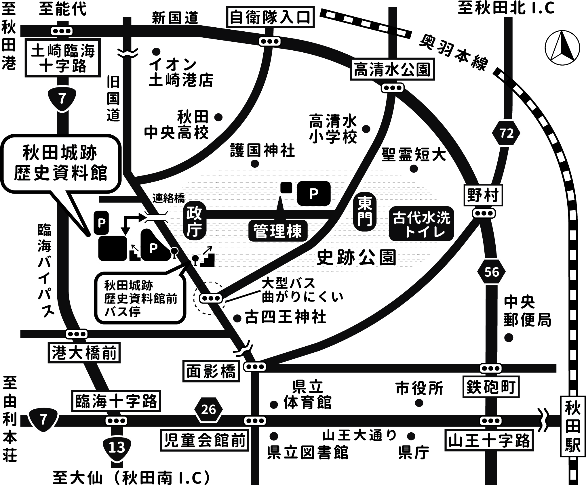 至能代
至秋田港
新国道
自衛隊入口
至秋田北 I.C
土崎臨海
十字路
イオン
土崎港店
奥羽本線
高清水公園
7
旧国道
秋田
中央高校
高清水
小学校
72
護国神社
聖霊短大
秋田城跡
歴史資料館
連絡橋
P
野村
政庁
東門
古代水洗
トイレ
管理棟
P
P
臨海バイパス
史跡公園
56
秋田城跡
歴史資料館前
バス停
大型バス
曲がりにくい
中央
郵便局
古四王神社
港大橋前
面影橋
至由利本荘
臨海十字路
県立
体育館
市役所
鉄砲町
秋田駅
7
26
児童会館前
山王大通り
山王十字路
13
県立図書館
県庁
至大仙（秋田南 I.C）